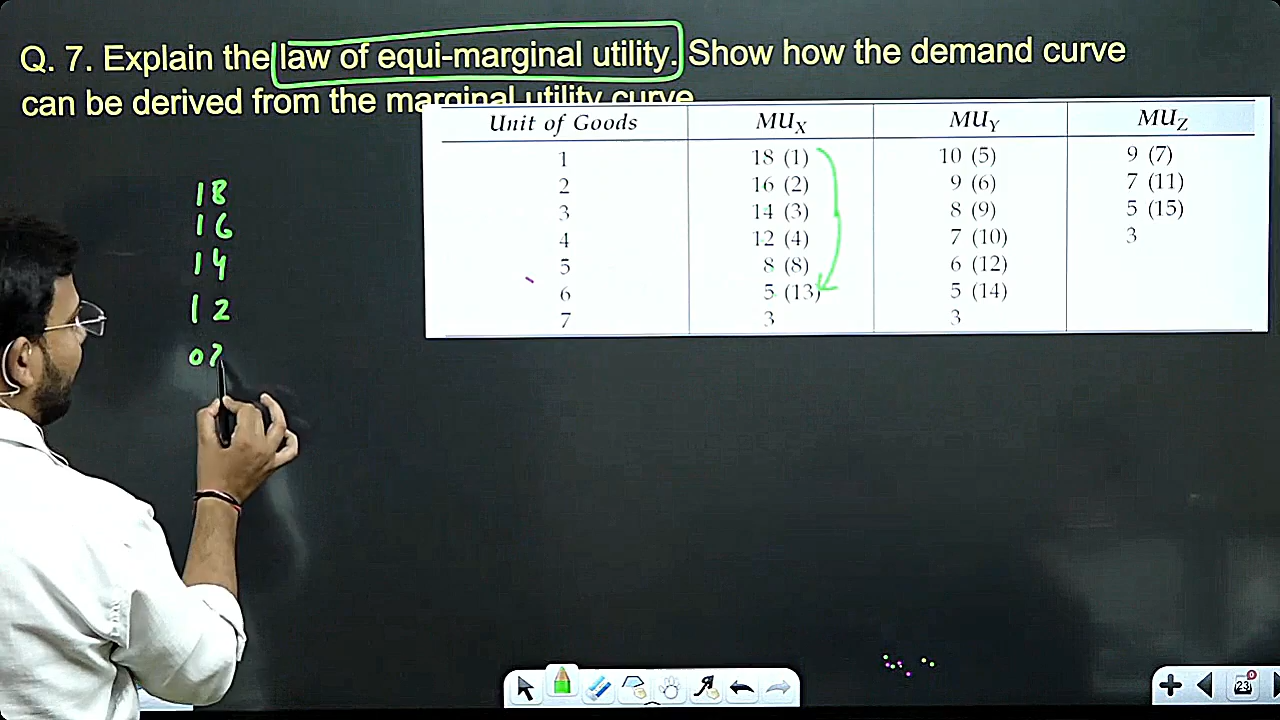 Q. 7. Explain the law of equi-marginal utility. Show how the demand curve
can be derived from the marginal utility curve
Unit of Goods MUX MUY MUZ
1 18 (1) 10 (5) 9 (7)
2 16 (2) 9 (6) 7 (11)
3 14 (3) 8 (9) 5 (15)
4 12 (4) 7 (10) 3
5 8 (8) 6 (12)
6 5 (13) 5 (14)
7 3 3
18
16
14
12
0
23